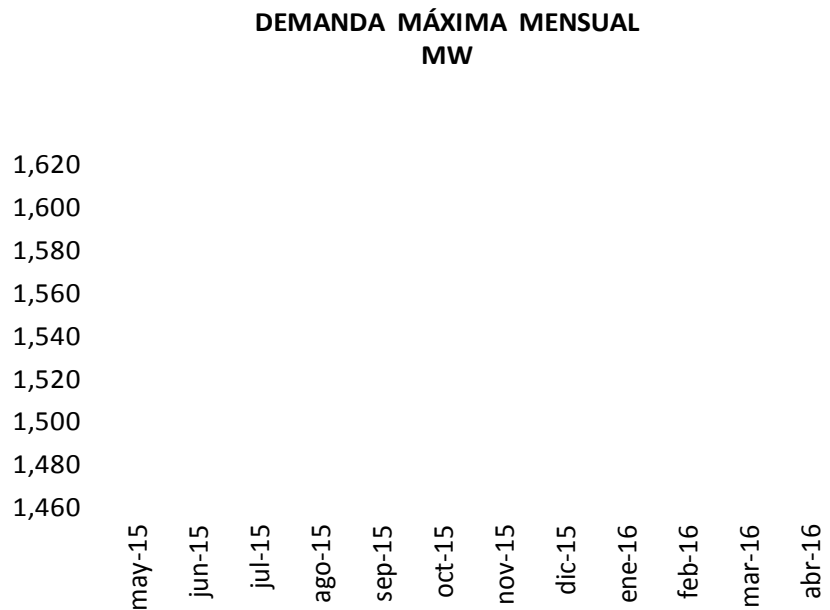 DEMANDA MÁXIMA MENSUAL
MW
1,620
1,600
1,580
1,560
1,540
1,520
1,500
1,480
1,460
may-15
jun-15
jul-15
ago-15
sep-15
oct-15
nov-15
dic-15
ene-16
feb-16
mar-16
abr-16